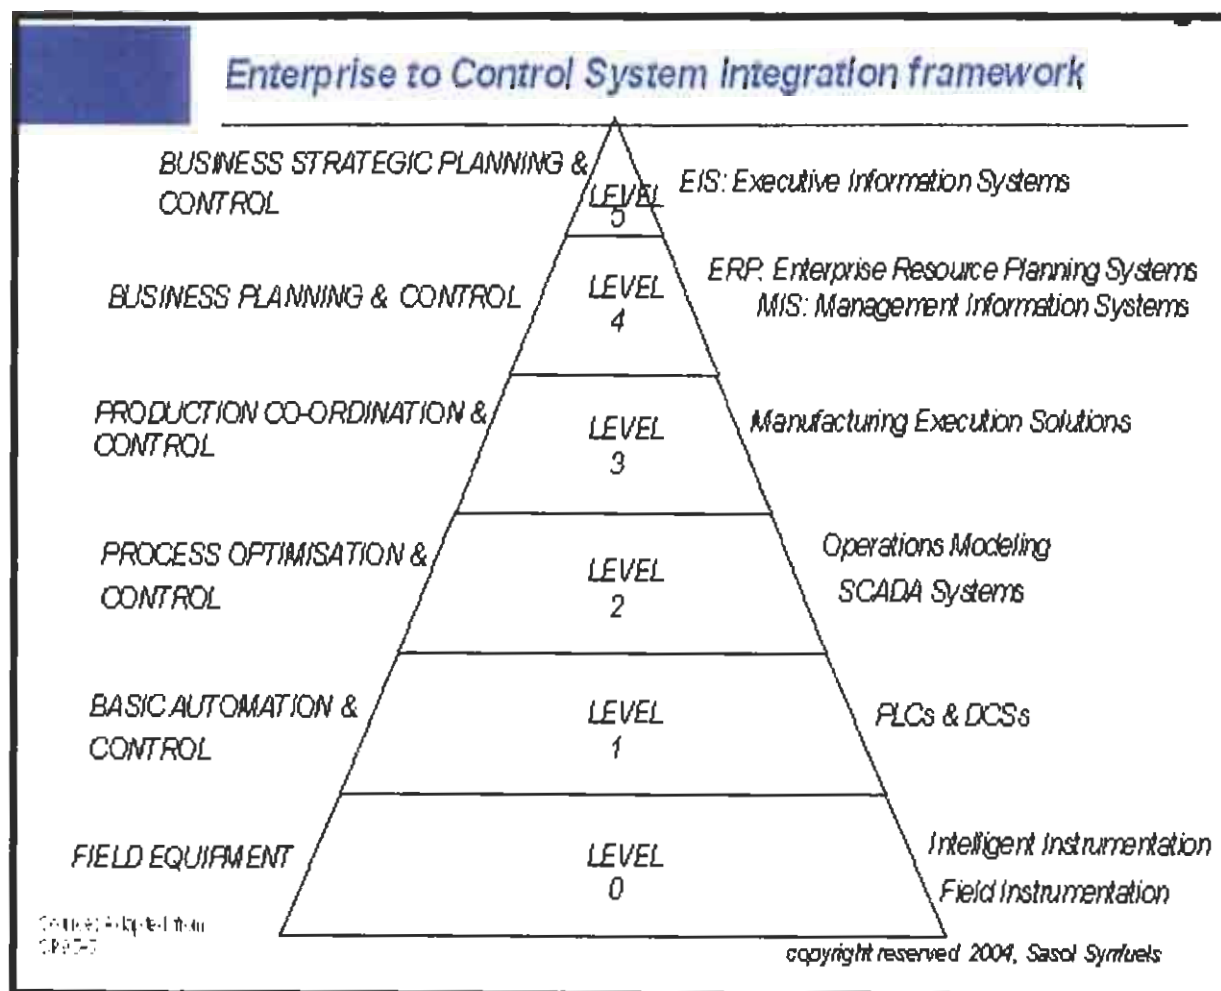 Enterprise to Control System Integration framework
BUSINESS STRATEGIC PLANNING &
CONTROL
LEVEL
5
EIS: Executive Information Systems
BUSINESS PLANNING & CONTROL
LEVEL
4
ERP: Enterprise Resource Planning Systems
MIS: Management Information Systems
PRODUCTION CO-ORDINATION &
CONTROL
LEVEL
3
Manufacturing Execution Solutions
PROCESS OPTIMISATION &
CONTROL
LEVEL
2
Operations Modeling
SCADA Systems
BASIC AUTOMATION &
CONTROL
LEVEL
1
PLCs & DCSs
FIELD EQUIPMENT
LEVEL
0
Intelligent Instrumentation
Field Instrumentation
Source: Adapted from
copyright reserved 2004, Sasol Synfuels